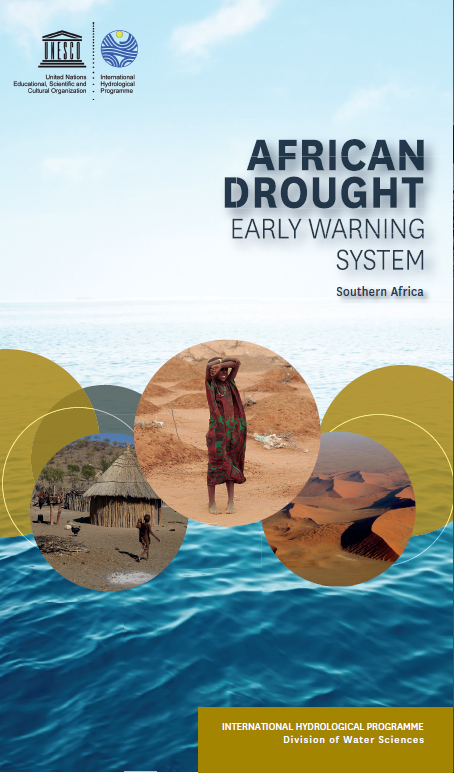 UNESCO
United Nations
Educational, Scientific and
Cultural Organization
International
Hydrological
Programme
AFRICAN
DROUGHT
EARLY WARNING
SYSTEM
Southern Africa
INTERNATIONAL HYDROLOGICAL PROGRAMME
Division of Water Sciences